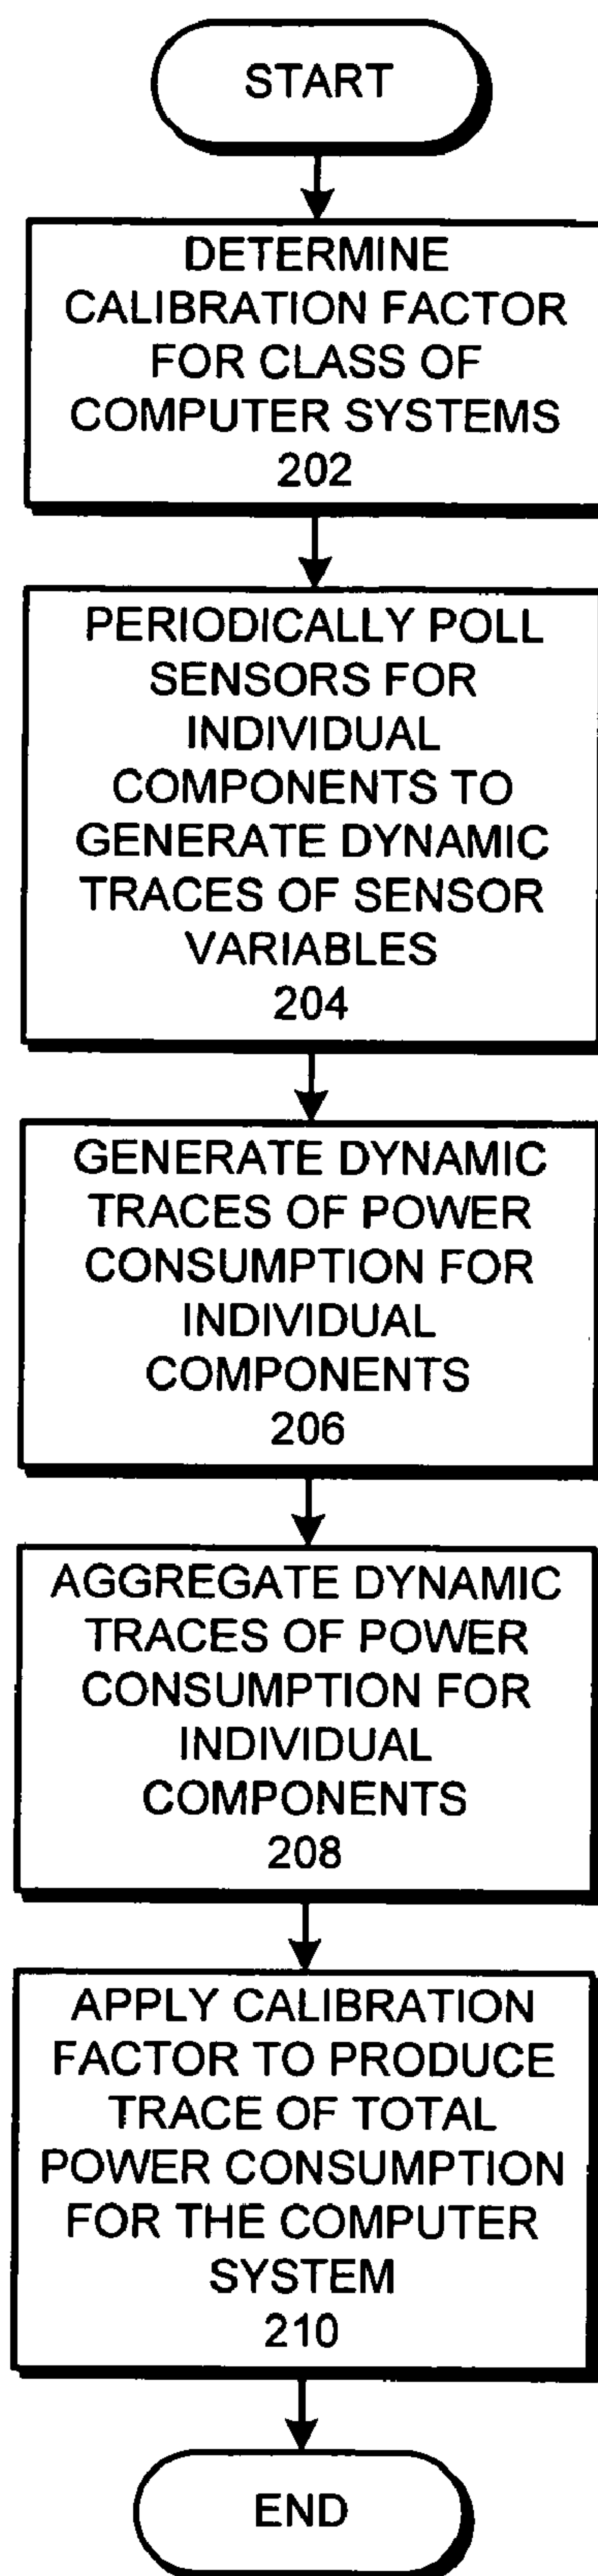 START
DETERMINE
CALIBRATION FACTOR
FOR CLASS OF
COMPUTER SYSTEMS
202
PERIODICALLY POLL
SENSORS FOR
INDIVIDUAL
COMPONENTS TO
GENERATE DYNAMIC
TRACES OF SENSOR
VARIABLES
204
GENERATE DYNAMIC
TRACES OF POWER
CONSUMPTION FOR
INDIVIDUAL
COMPONENTS
206
AGGREGATE DYNAMIC
TRACES OF POWER
CONSUMPTION FOR
INDIVIDUAL
COMPONENTS
208
APPLY CALIBRATION
FACTOR TO PRODUCE
TRACE OF TOTAL
POWER CONSUMPTION
FOR THE COMPUTER
SYSTEM
210
END